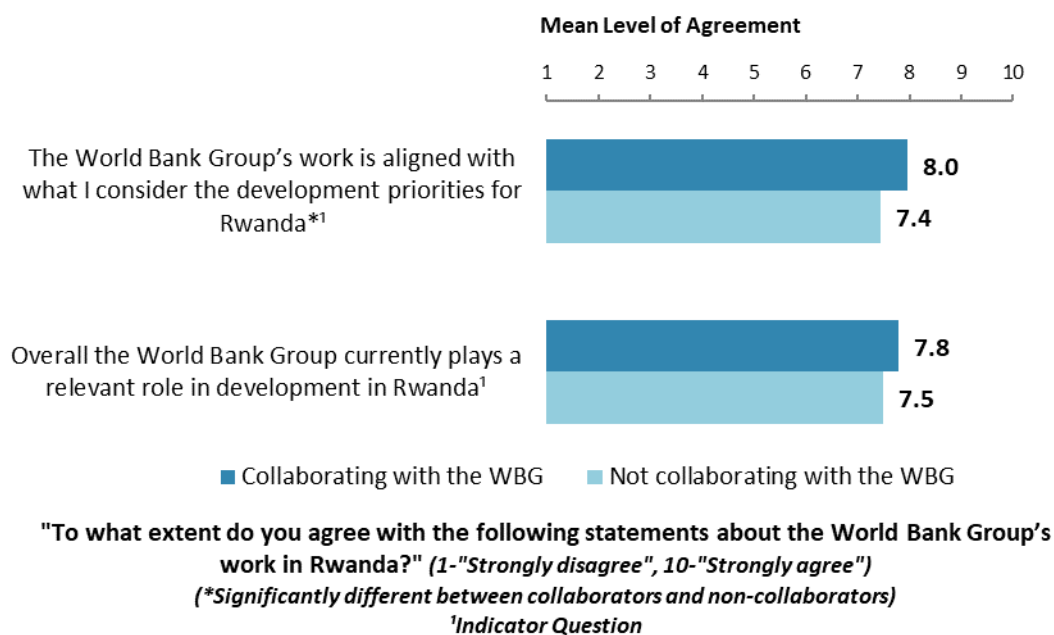 Mean Level of Agreement
1 2 3 4 5 6 7 8 9 10
The World Bank Group’s work is aligned with
what I consider the development priorities for
Rwanda*¹
8.0
7.4
Overall the World Bank Group currently plays a
relevant role in development in Rwanda¹
7.8
7.5
Collaborating with the WBG Not collaborating with the WBG
"To what extent do you agree with the following statements about the World Bank Group’s
work in Rwanda?" (1-"Strongly disagree", 10-"Strongly agree")
(*Significantly different between collaborators and non-collaborators)
¹Indicator Question